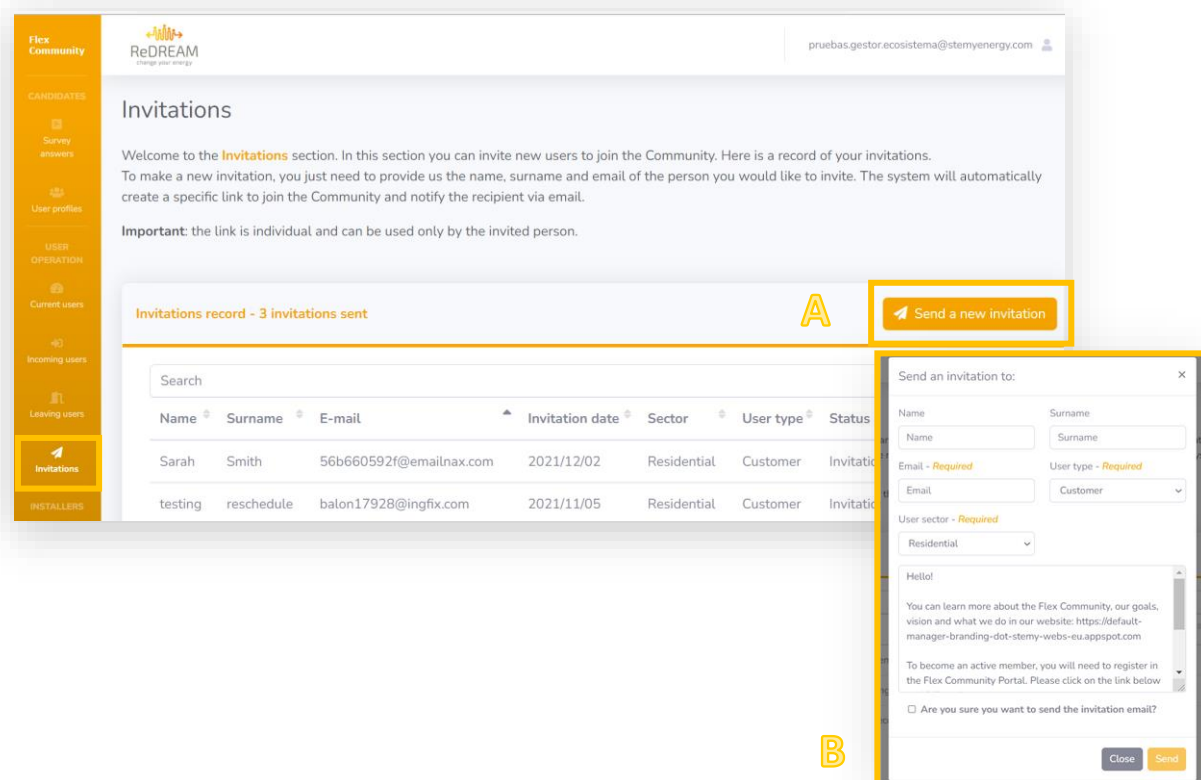 Flex
Community
ReDREAM
change your energy
pruebas.gestor.ecosistema@stemyenergy.com
CANDIDATES
Survey
answers
User profiles
USER
OPERATION
Current users
Incoming users
Leaving users
Invitations
INSTALLERS
Invitations
Welcome to the Invitations section. In this section you can invite new users to join the Community. Here is a record of your invitations.
To make a new invitation, you just need to provide us the name, surname and email of the person you would like to invite. The system will automatically
create a specific link to join the Community and notify the recipient via email.
Important: the link is individual and can be used only by the invited person.
Invitations record - 3 invitations sent
A
Send a new invitation
Search
Name Surname E-mail Invitation date Sector User type Status
Sarah Smith 56b660592f@emailnax.com 2021/12/02 Residential Customer Invitatio
testing reschedule balon17928@ingfix.com 2021/11/05 Residential Customer Invitatio
Send an invitation to: ×
Name Surname
Name Surname
Email - Required User type - Required
Email Customer
User sector - Required
Residential
Hello!
You can learn more about the Flex Community, our goals,
vision and what we do in our website: https://default-
manager-branding-dot-stemy-webs-eu.appspot.com
To become an active member, you will need to register in
the Flex Community Portal. Please click on the link below
Are you sure you want to send the invitation email?
B
Close Send